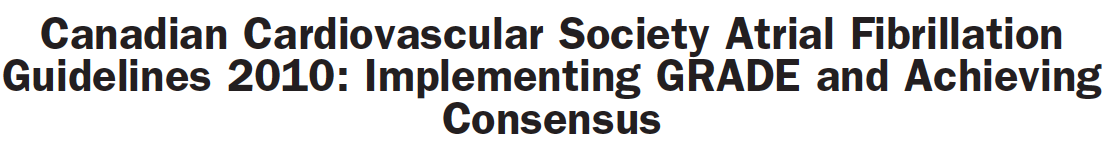 Canadian Cardiovascular Society Atrial Fibrillation
Guidelines 2010: Implementing GRADE and Achieving
Consensus